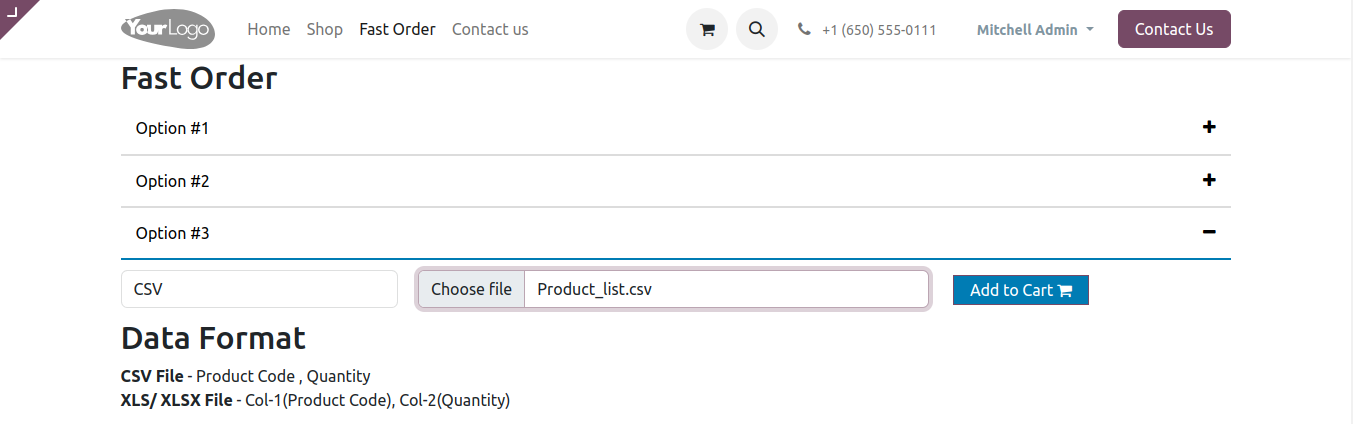 YourLogo Home Shop Fast Order Contact us +1 (650) 555-0111 Mitchell Admin Contact Us
Fast Order
Option #1
Option #2
Option #3
CSV Choose file Product_list.csv Add to Cart
Data Format
CSV File - Product Code , Quantity
XLS/ XLSX File - Col-1(Product Code), Col-2(Quantity)